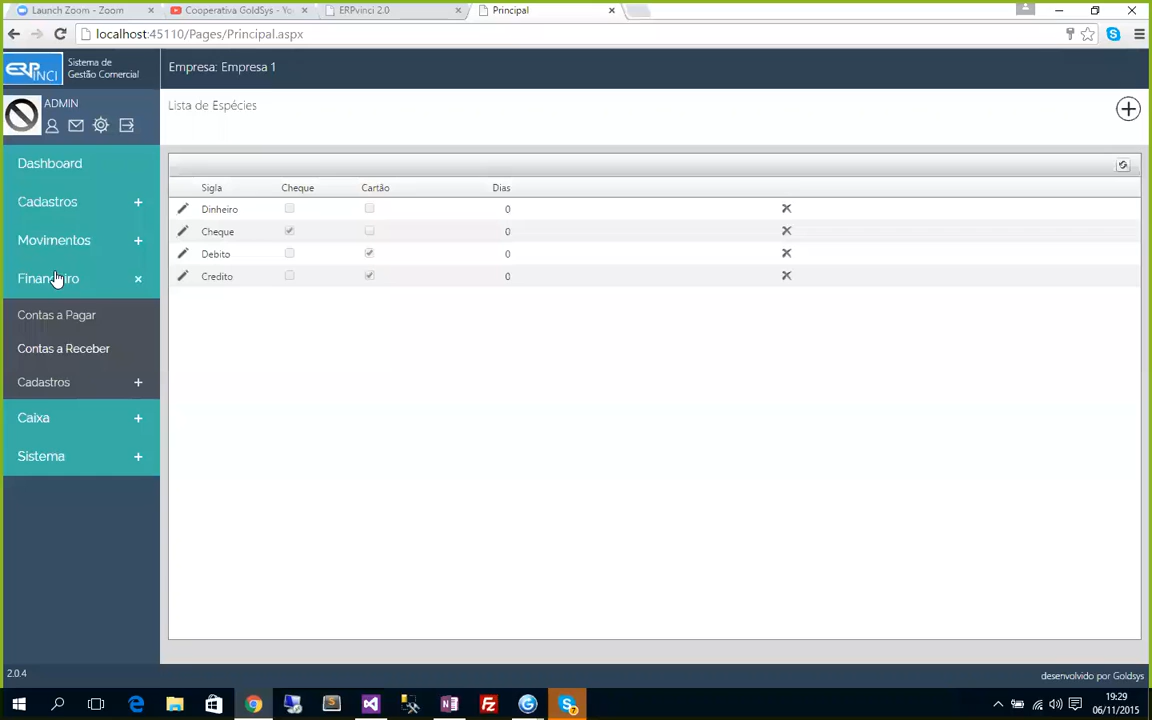 Launch Zoom - Zoom
Cooperativa GoldSys - Yo
ERPvinci 2.0
Principal
localhost:45110/Pages/Principal.aspx
ERP INCI
Sistema de
Gestão Comercial
Empresa: Empresa 1
ADMIN
Lista de Espécies
Dashboard
Cadastros
Movimentos
Financeiro
Contas a Pagar
Contas a Receber
Cadastros
Caixa
Sistema
Sigla Cheque Cartão Dias
Dinheiro 0
Cheque 0
Debito 0
Credito 0
2.0.4
desenvolvido por Goldsys
19:29
06/11/2015